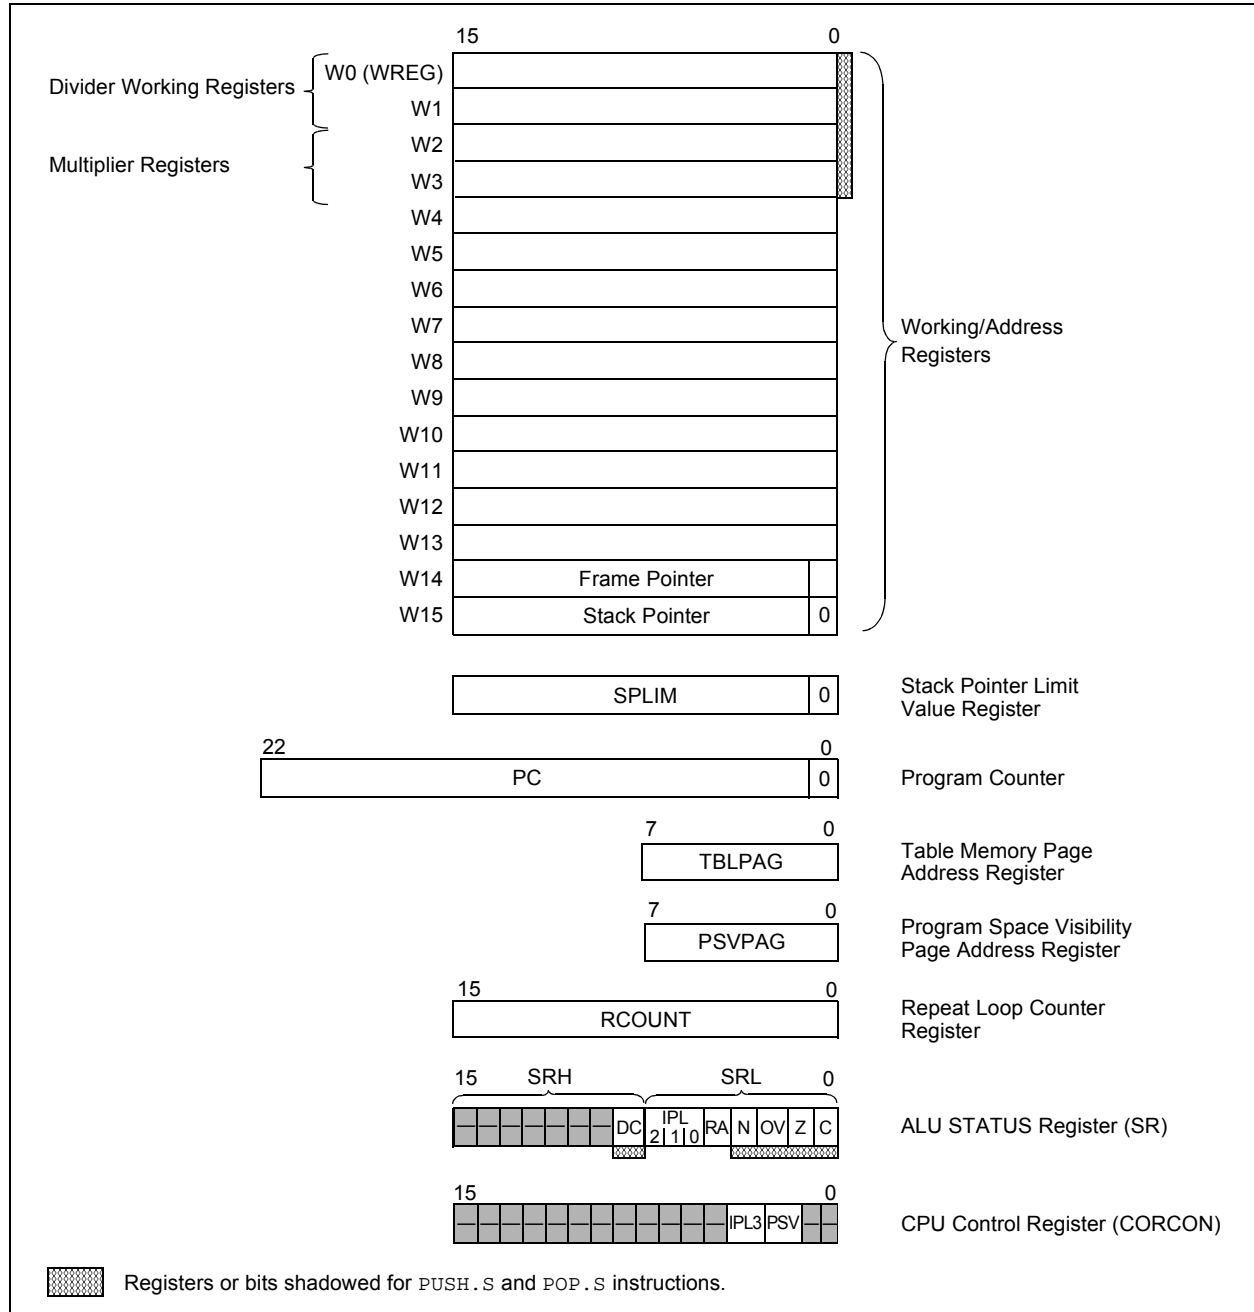 15 0
Divider Working Registers
W0 (WREG)
W1
Multiplier Registers
W2
W3
W4
W5
W6
W7
W8
W9
W10
W11
W12
W13
W14 Frame Pointer
W15 Stack Pointer 0
Working/Address
Registers
SPLIM 0
Stack Pointer Limit
Value Register
22 0
PC 0 Program Counter
7 0
TBLPAG
Table Memory Page
Address Register
7 0
PSVPAG
Program Space Visibility
Page Address Register
15 0
RCOUNT
Repeat Loop Counter
Register
15 SRH SRL 0
— — — — — — — DC IPL 2 1 0 RA N OV Z C ALU STATUS Register (SR)
15 0
— — — — — — — — — — — — IPL3 PSV — — CPU Control Register (CORCON)
Registers or bits shadowed for PUSH.S and POP.S instructions.